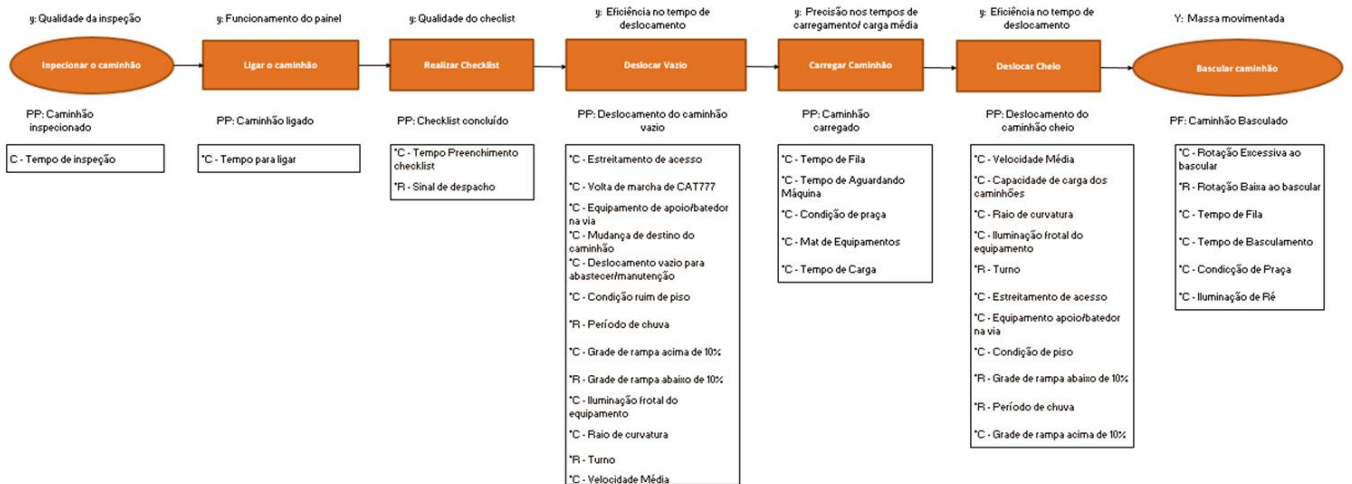 y: Qualidade da inspeção
y: Funcionamento do painel
y: Qualidade do checlist
y: Eficiência no tempo de
deslocamento
y: Precisão nos tempos de
carregamento/ carga média
y: Eficiência no tempo de
deslocamento
Y: Massa movimentada
Inpecionar o caminhão
Ligar o caminhão
Realizar Checklist
Deslocar Vazio
Carregar Caminhão
Deslocar Cheio
Bascular caminhão
PP: Caminhão
inspecionado
PP: Caminhão ligado
PP: Checklist concluído
PP: Deslocamento do caminhão
vazio
PP: Caminhão
carregado
PP: Deslocamento do
caminhão cheio
PF: Caminhão Basculado
C - Tempo de inspeção
*C - Tempo para ligar
*C - Tempo Preenchimento
checklist
*R - Sinal de despacho
*C - Estreitamento de acesso
*C - Volta de marcha de CAT777
*C - Equipamento de apoio/batedor
na via
*C - Mudança de destino do
caminhão
*C - Deslocamento vazio para
abastecer/manutenção
*C - Condição ruim de piso
*R - Período de chuva
*C - Grade de rampa acima de 10%
*R - Grade de rampa abaixo de 10%
*C - Iluminação frotal do
equipamento
*C - Raio de curvatura
*R - Turno
*C - Velocidade Média
*C - Tempo de Fila
*C - Tempo de Aguardando
Máquina
*C - Condição de praça
*C - Mat de Equipamentos
*C - Tempo de Carga
*C - Velocidade Média
*C - Capacidade de carga dos
caminhões
*C - Raio de curvatura
*C - Iluminação frotal do
equipamento
*R - Turno
*C - Estreitamento de acesso
*C - Equipamento apoio/batedor
na via
*C - Condição de piso
*R - Grade de rampa abaixo de 10%
*R - Período de chuva
*C - Grade de rampa acima de 10%
*C - Rotação Excessiva ao
bascular
*R - Rotação Baixa ao bascular
*C - Tempo de Fila
*C - Tempo de Basculamento
*C - Condicção de Praça
*C - Iluminação de Ré